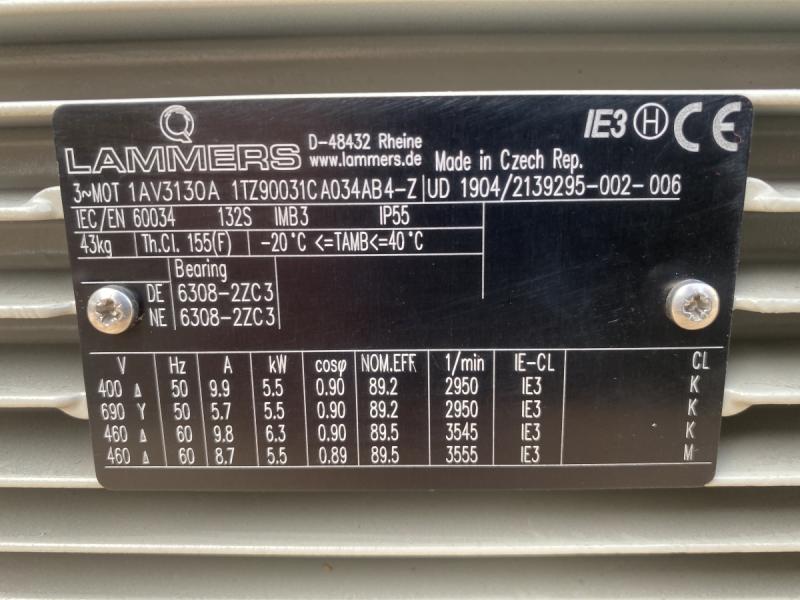 IE3 H CE
LAMMERS D-48432 Rheine
www.lammers.de Made in Czech Rep.
3~MOT 1AV3130A 1TZ90031CA034AB4-Z UD 1904/2139295-002-006
IEC/EN 60034 132S IMB3 IP55
43kg Th.Cl. 155(F) -20°C <=TAMB<=40°C
Bearing
DE 6308-2ZC3
NE 6308-2ZC3
V Hz A kW cosφ NOM.EFF 1/min IE-CL CL
400 Δ 50 9.9 5.5 0.90 89.2 2950 IE3 K
690 Y 50 5.7 5.5 0.90 89.2 2950 IE3 K
460 Δ 60 9.8 6.3 0.90 89.5 3545 IE3 K
460 Δ 60 8.7 5.5 0.89 89.5 3555 IE3 M